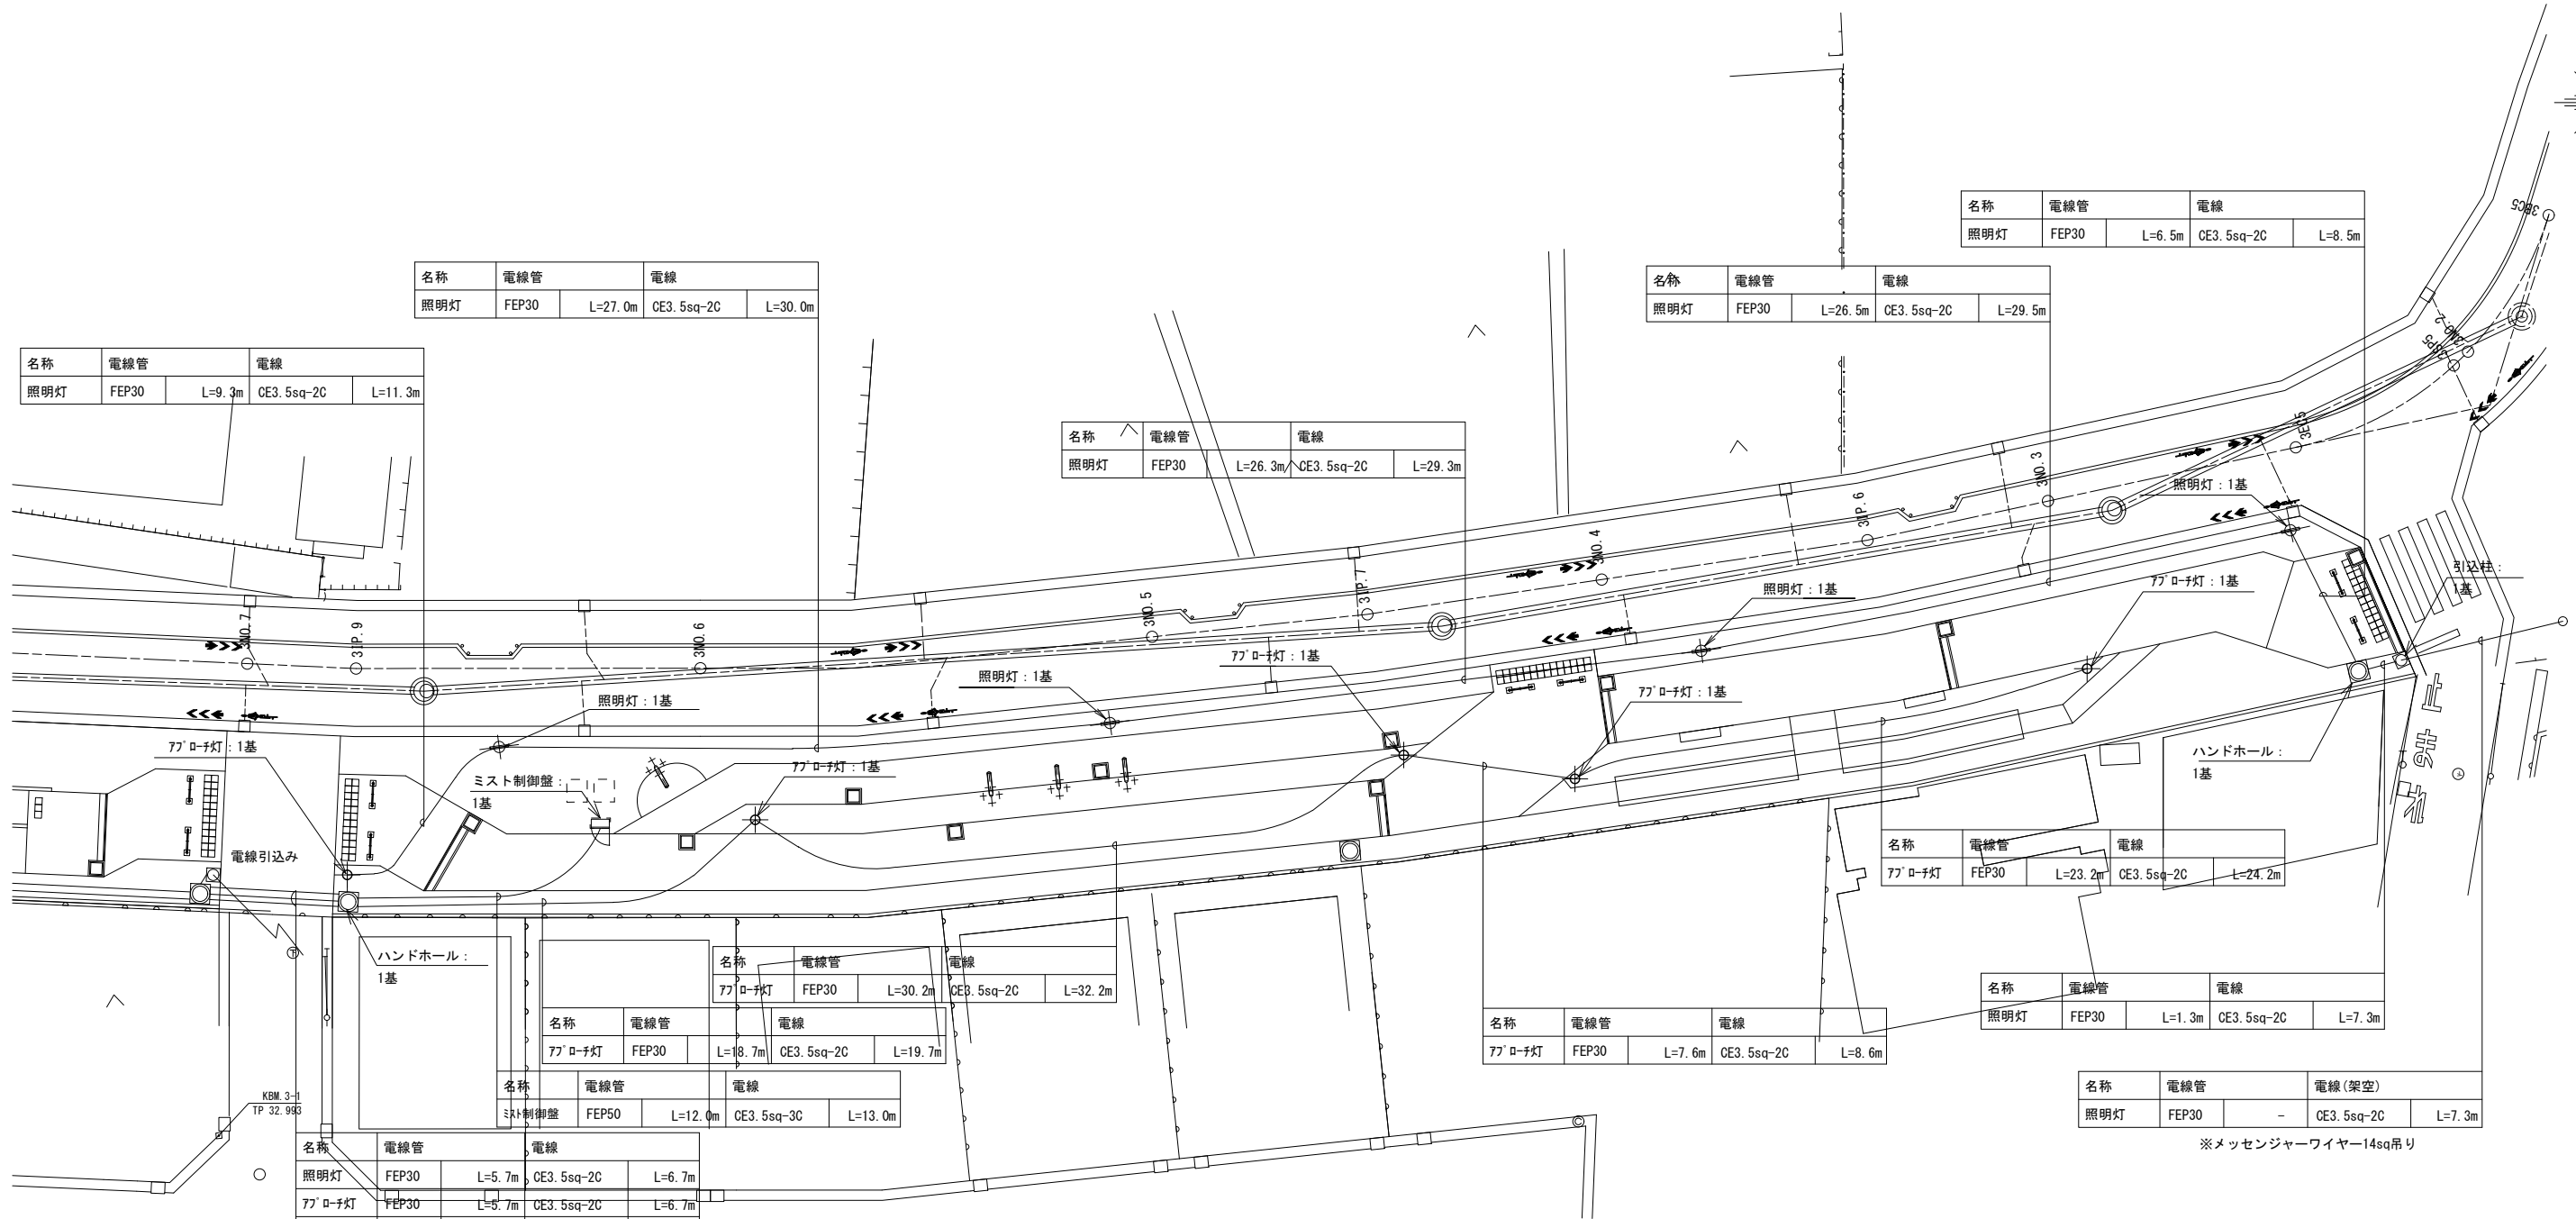 名称 電線管 電線
照明灯 FEP30 L=6.5m CE3.5sq-2C L=8.5m
3BC5
名称 電線管 電線
照明灯 FEP30 L=27.0m CE3.5sq-2C L=30.0m
名称 電線管 電線
照明灯 FEP30 L=26.5m CE3.5sq-2C L=29.5m
3NO.2
3SP5
名称 電線管 電線
照明灯 FEP30 L=9.3m CE3.5sq-2C L=11.3m
名称 電線管 電線
照明灯 FEP30 L=26.3m CE3.5sq-2C L=29.3m
3EC5
3NO.3
照明灯：1基
3IP.6
3NO.4
引込柱：
1基
アプローチ灯：1基
照明灯：1基
3IP.7
3NO.5
3NO.6
3IP.9
3NO.7
アプローチ灯：1基
照明灯：1基
アプローチ灯：1基
照明灯：1基
アプローチ灯：1基
アプローチ灯：1基
ミスト制御盤：
1基
ハンドホール：
1基
止まれ
電線引込み
名称 電線管 電線
アプローチ灯 FEP30 L=23.2m CE3.5sq-2C L=24.2m
ハンドホール：
1基
名称 電線管 電線
アプローチ灯 FEP30 L=30.2m CE3.5sq-2C L=32.2m
名称 電線管 電線
照明灯 FEP30 L=1.3m CE3.5sq-2C L=7.3m
名称 電線管 電線
アプローチ灯 FEP30 L=18.7m CE3.5sq-2C L=19.7m
名称 電線管 電線
アプローチ灯 FEP30 L=7.6m CE3.5sq-2C L=8.6m
名称 電線管 電線
ミスト制御盤 FEP50 L=12.0m CE3.5sq-3C L=13.0m
名称 電線管 電線(架空)
照明灯 FEP30 - CE3.5sq-2C L=7.3m
※メッセンジャーワイヤー14sq吊り
KBM.3-1
TP 32.993
名称 電線管 電線
照明灯 FEP30 L=5.7m CE3.5sq-2C L=6.7m
アプローチ灯 FEP30 L=5.7m CE3.5sq-2C L=6.7m